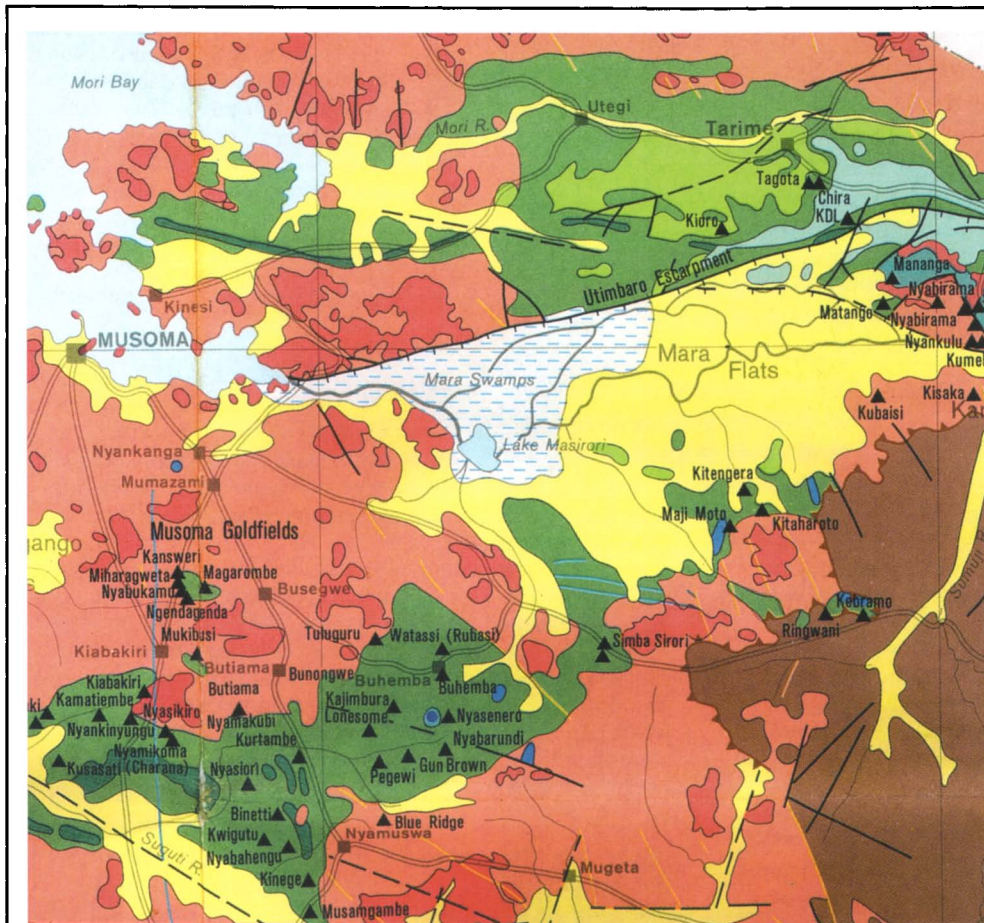 Mori Bay
Utegi
Mori R.
Tarime
Tagota
Chira
KDL
Kioro
Utimbaro Escarpment
Mananga
Nyabirama
Matango
Nyabirama
Nyankulu
Kinesi
MUSOMA
Mara
Flats
Mara Swamps
Kisaka
Kubaisi
Lake Masirori
Nyankanga
Mumazami
Kitengera
Maji Moto
Kitaharoto
Musoma Goldfields
Kansweri
Miharagweta
Magarombe
Nyabukamu
Ngendagenda
Busegwe
Mukibusi
Kiabakiri
Tuluguru
Watassi (Rubasi)
Simba Sirori
Kebramo
Ringwani
Butiama
Bunongwe
Buhemba
Buhemba
Kiabakiri
Butiama
Kajimbura
Kamatiembe
Nyasikiro
Lonesome
Nyasenero
Nyankinyungu
Nyamakubi
Nyamikoma
Kurtambe
Nyabarundi
Kusasati (Charana)
Nyasiori
Pegewi
Gun Brown
Binetti
Blue Ridge
Suguti R.
Kwigutu
Nyamuswa
Nyabahengu
Mugeta
Kinege
Musamgambe